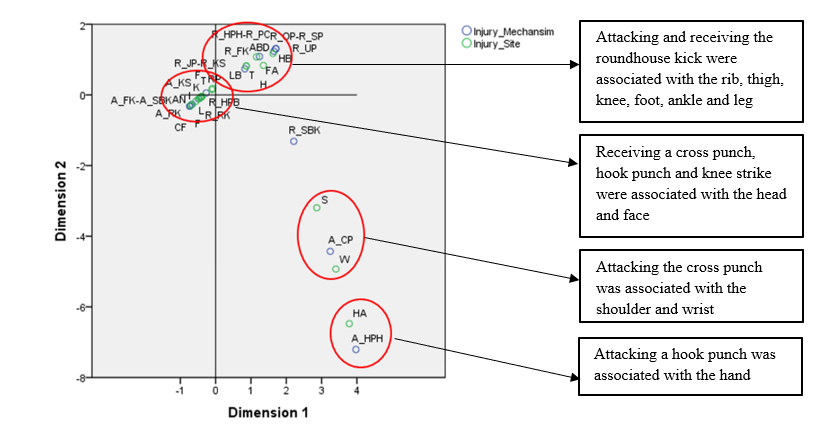 R_HPH-R_PCR_OP-R_SP
R_FK ABD R_UP
HB
R_JP-R_KS
LB T FA
H
A_KS
K
A_FK-A_SBKAN
R_HPB
A_RK
L R_RK
CF F
R_SBK
S
A_CP
W
HA
A_HPH
2
0
-2
-4
-6
-8
-1 0 1 2 3 4
Dimension 1
Dimension 2
Injury_Mechansim
Injury_Site
Attacking and receiving the
roundhouse kick were
associated with the rib, thigh,
knee, foot, ankle and leg
Receiving a cross punch,
hook punch and knee strike
were associated with the head
and face
Attacking the cross punch
was associated with the
shoulder and wrist
Attacking a hook punch was
associated with the hand